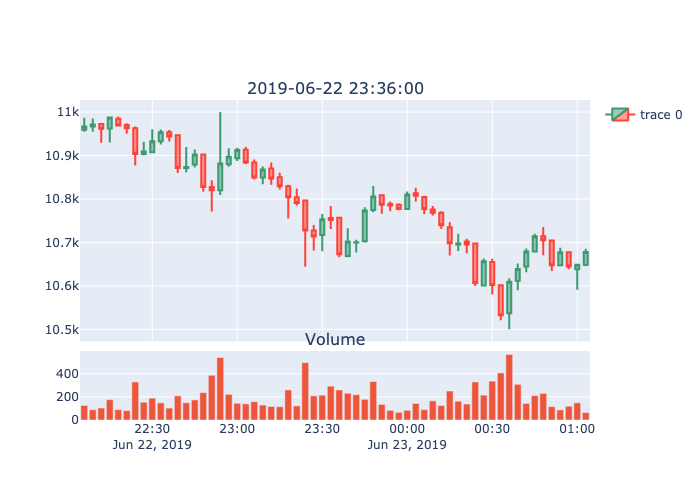 2019-06-22 23:36:00
11k
10.9k
10.8k
10.7k
10.6k
10.5k
trace 0
Volume
400
200
0
22:30 23:00 23:30 00:00 00:30 01:00
Jun 22, 2019 Jun 23, 2019